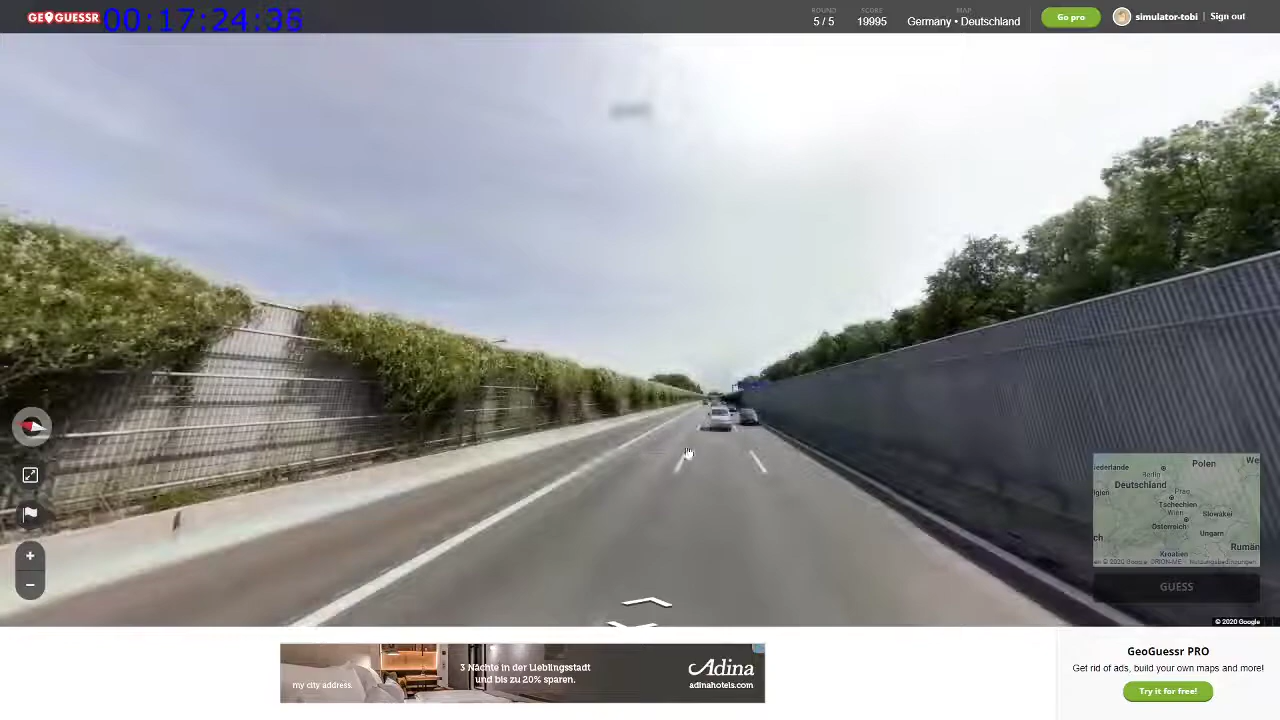 GEOGUESSR
00:17:24:38
ROUND
5 / 5
SCORE
19995
MAP
Germany • Deutschland
Go pro
simulator-tobi
Sign out
Polen
Deutschland
Prag
Tschechien
Wien
Slowakei
Österreich
Ungarn
Kroatien
Rumän
GUESS
© 2020 Google
my city address.
3 Nächte in der Lieblingsstadt
und bis zu 20% sparen.
Adina
adinahotels.com
GeoGuessr PRO
Get rid of ads, build your own maps and more!
Try it for free!